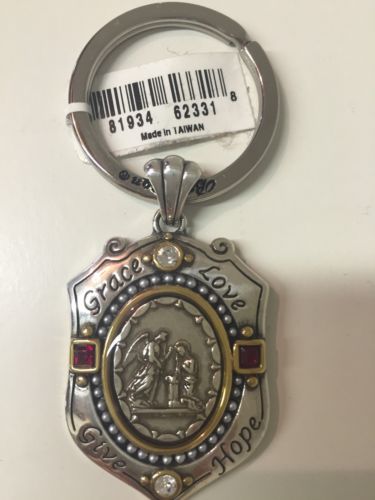 81934 62331 8
Made in TAIWAN
Grace
Love
Give
Hope